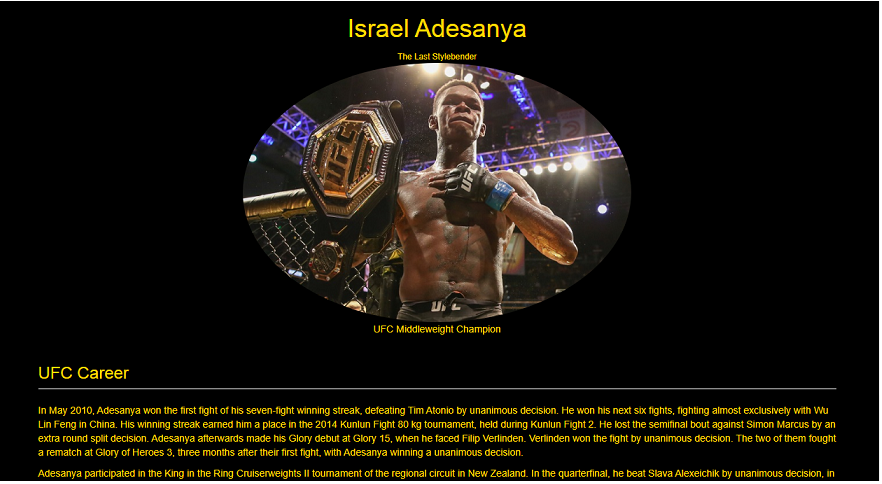 Israel Adesanya
The Last Stylebender
UFC
UFC
UFC
UFC Middleweight Champion
UFC Career
In May 2010, Adesanya won the first fight of his seven-fight winning streak, defeating Tim Atonio by unanimous decision. He won his next six fights, fighting almost exclusively with Wu
Lin Feng in China. His winning streak earned him a place in the 2014 Kunlun Fight 80 kg tournament, held during Kunlun Fight 2. He lost the semifinal bout against Simon Marcus by an
extra round split decision. Adesanya afterwards made his Glory debut at Glory 15, when he faced Filip Verlinden. Verlinden won the fight by unanimous decision. The two of them fought
a rematch at Glory of Heroes 3, three months after their first fight, with Adesanya winning a unanimous decision.
Adesanya participated in the King in the Ring Cruiserweights II tournament of the regional circuit in New Zealand. In the quarterfinal, he beat Slava Alexeichik by unanimous decision, in